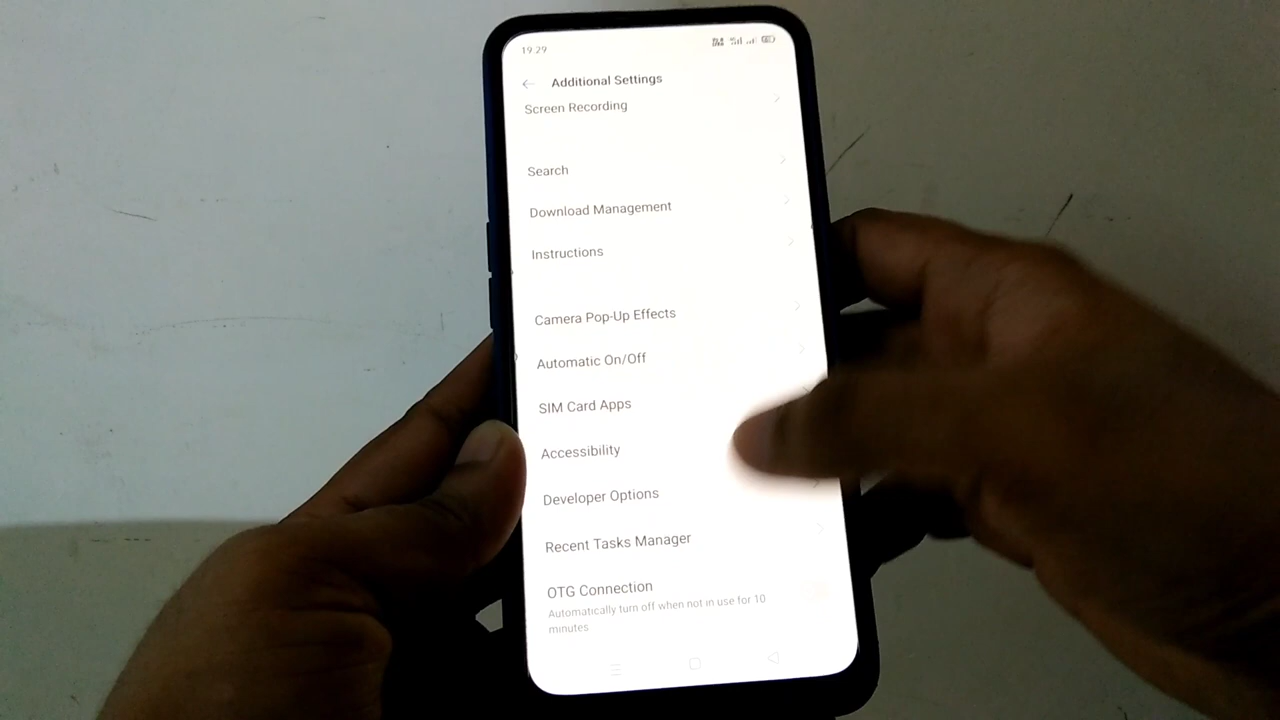 19:29
Additional Settings
Screen Recording
Search
Download Management
Instructions
Camera Pop-Up Effects
Automatic On/Off
SIM Card Apps
Accessibility
Developer Options
Recent Tasks Manager
OTG Connection
Automatically turn off when not in use for 10
minutes